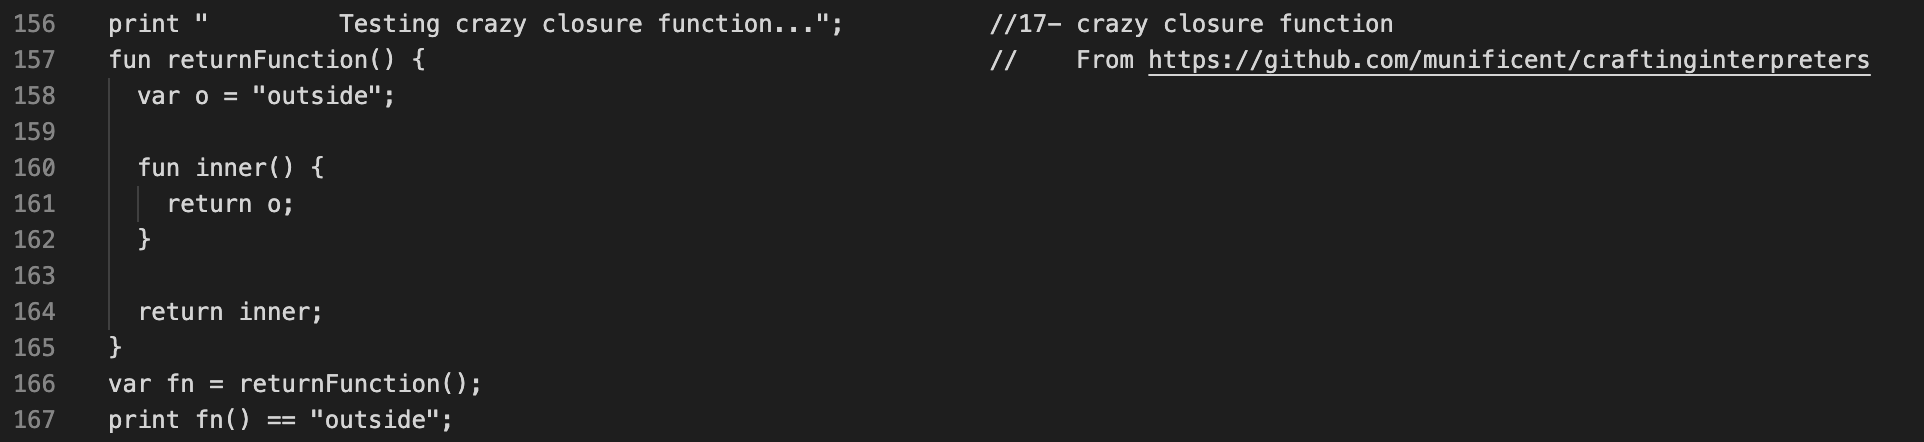 156 print "        Testing crazy closure function...";          //17- crazy closure function
157 fun returnFunction() {                                       //    From https://github.com/munificent/craftinginterpreters
158   var o = "outside";
159
160   fun inner() {
161     return o;
162   }
163
164   return inner;
165 }
166 var fn = returnFunction();
167 print fn() == "outside";